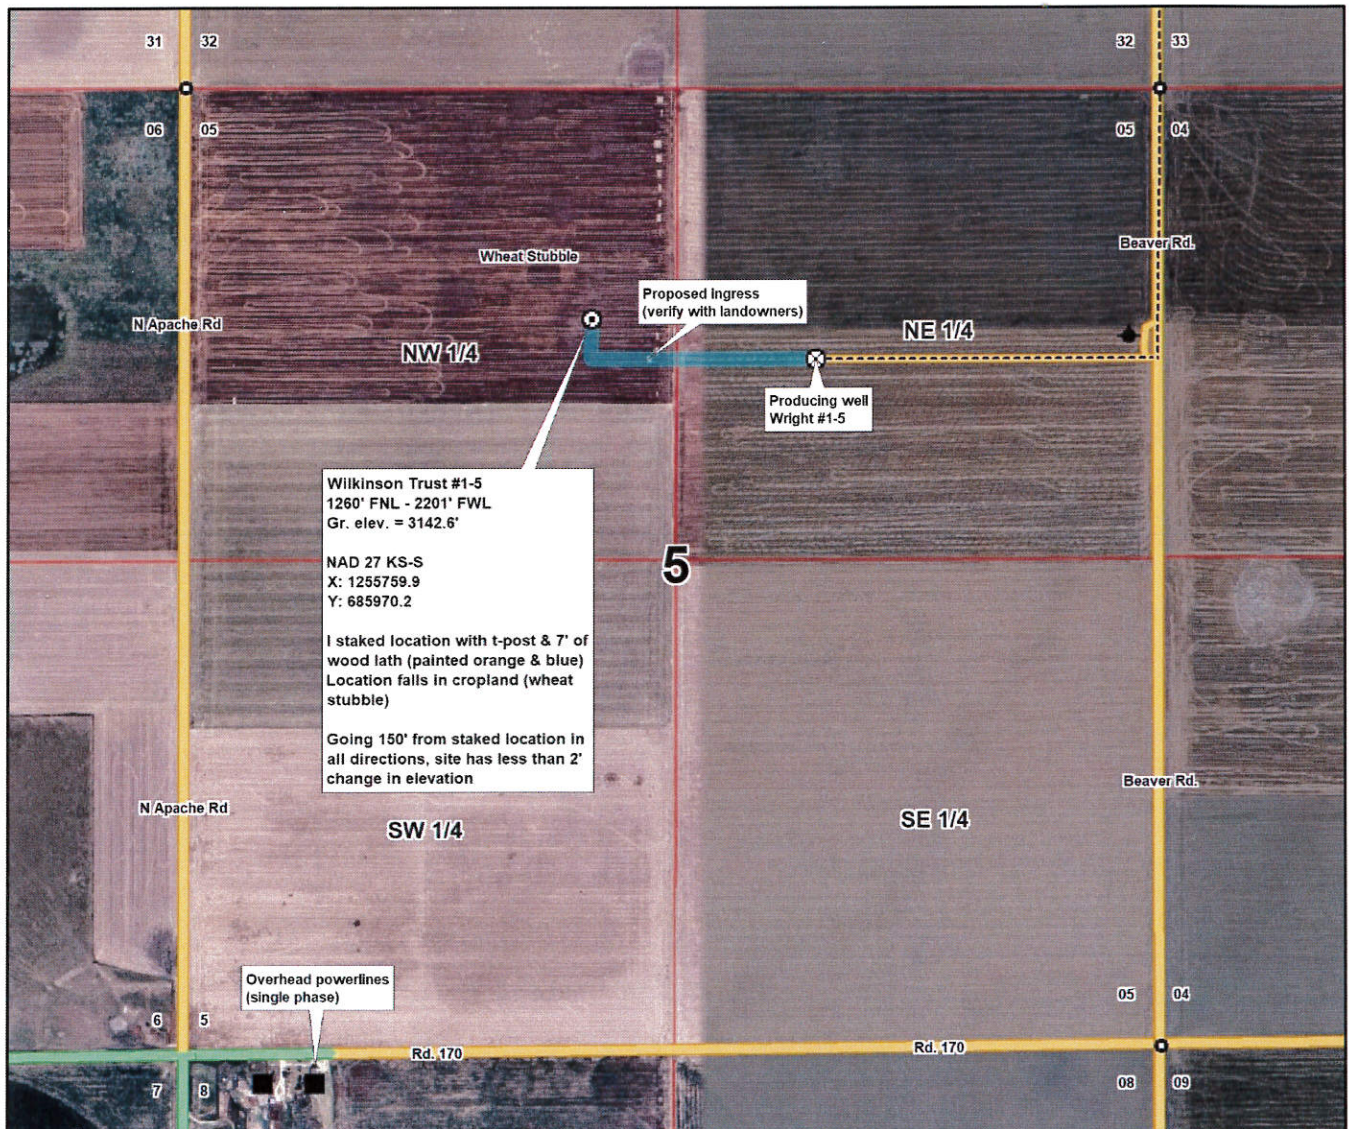 31 32
32 33
06 05
05 04
Beaver Rd.
Wheat Stubble
Proposed Ingress
(verify with landowners)
N Apache Rd
NE 1/4
NW 1/4
Producing well
Wright #1-5
Wilkinson Trust #1-5
1260' FNL - 2201' FWL
Gr. elev. = 3142.6'
NAD 27 KS-S
X: 1255759.9
Y: 685970.2
I staked location with t-post & 7' of
wood lath (painted orange & blue)
Location falls in cropland (wheat
stubble)
Going 150' from staked location in
all directions, site has less than 2'
change in elevation
5
Beaver Rd.
N Apache Rd
SW 1/4
SE 1/4
Overhead powerlines
(single phase)
05 04
6 5
Rd. 170
Rd. 170
7 8
08 09